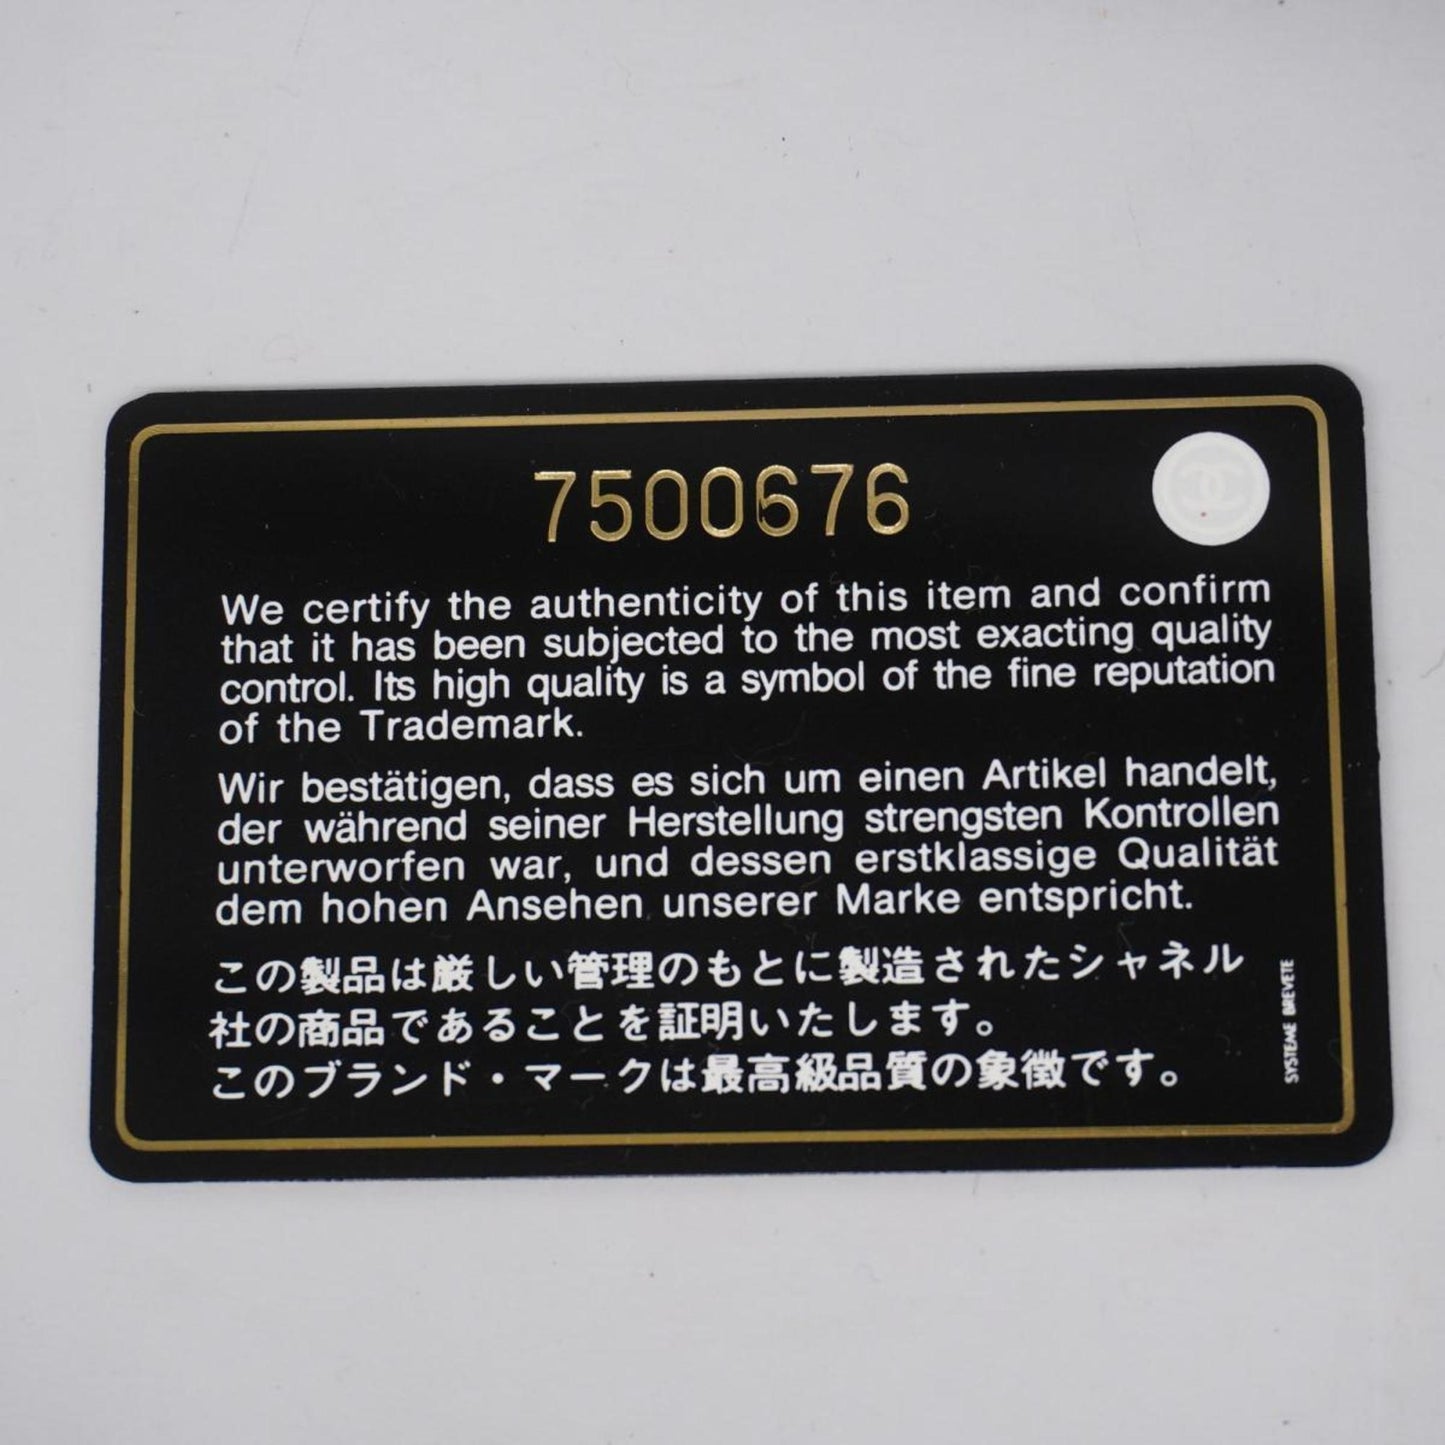 7500676
We certify the authenticity of this item and confirm
that it has been subjected to the most exacting quality
control. Its high quality is a symbol of the fine reputation
of the Trademark.
Wir bestätigen, dass es sich um einen Artikel handelt,
der während seiner Herstellung strengsten Kontrollen
unterworfen war, und dessen erstklassige Qualität
dem hohen Ansehen unserer Marke entspricht.
この製品は厳しい管理のもとに製造されたシャネル
社の商品であることを証明いたします。
このブランド・マークは最高級品質の象徴です。
SYSTEME BREVETE